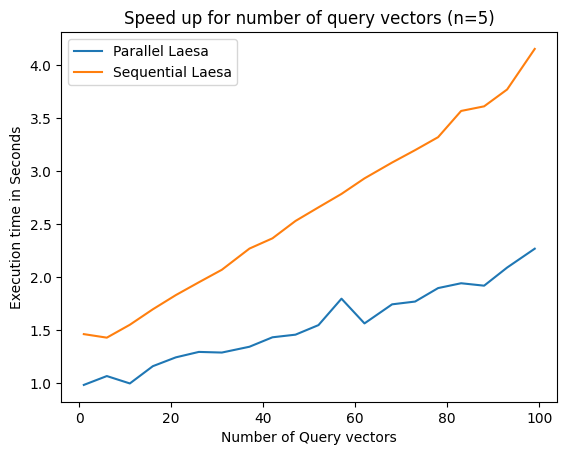 Speed up for number of query vectors (n=5)
Parallel Laesa
Sequential Laesa
Execution time in Seconds
4.0
3.5
3.0
2.5
2.0
1.5
1.0
0
20
40
60
80
100
Number of Query vectors